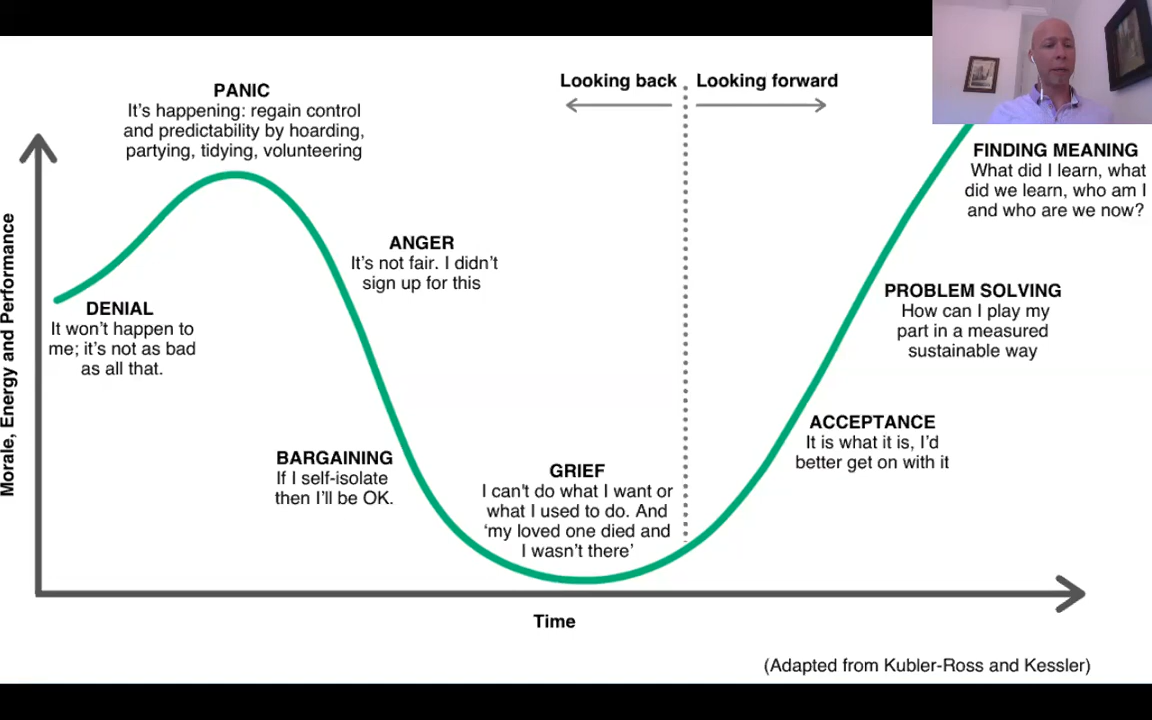 Looking back
Looking forward
PANIC
It's happening: regain control
and predictability by hoarding,
partying, tidying, volunteering
FINDING MEANING
What did I learn, what
did we learn, who am I
and who are we now?
ANGER
It's not fair. I didn't
sign up for this
DENIAL
It won't happen to
me; it's not as bad
as all that.
PROBLEM SOLVING
How can I play my
part in a measured
sustainable way
ACCEPTANCE
It is what it is, I'd
better get on with it
BARGAINING
If I self-isolate
then I'll be OK.
GRIEF
I can't do what I want or
what I used to do. And
‘my loved one died and
I wasn't there’
Morale, Energy and Performance
Time
(Adapted from Kubler-Ross and Kessler)